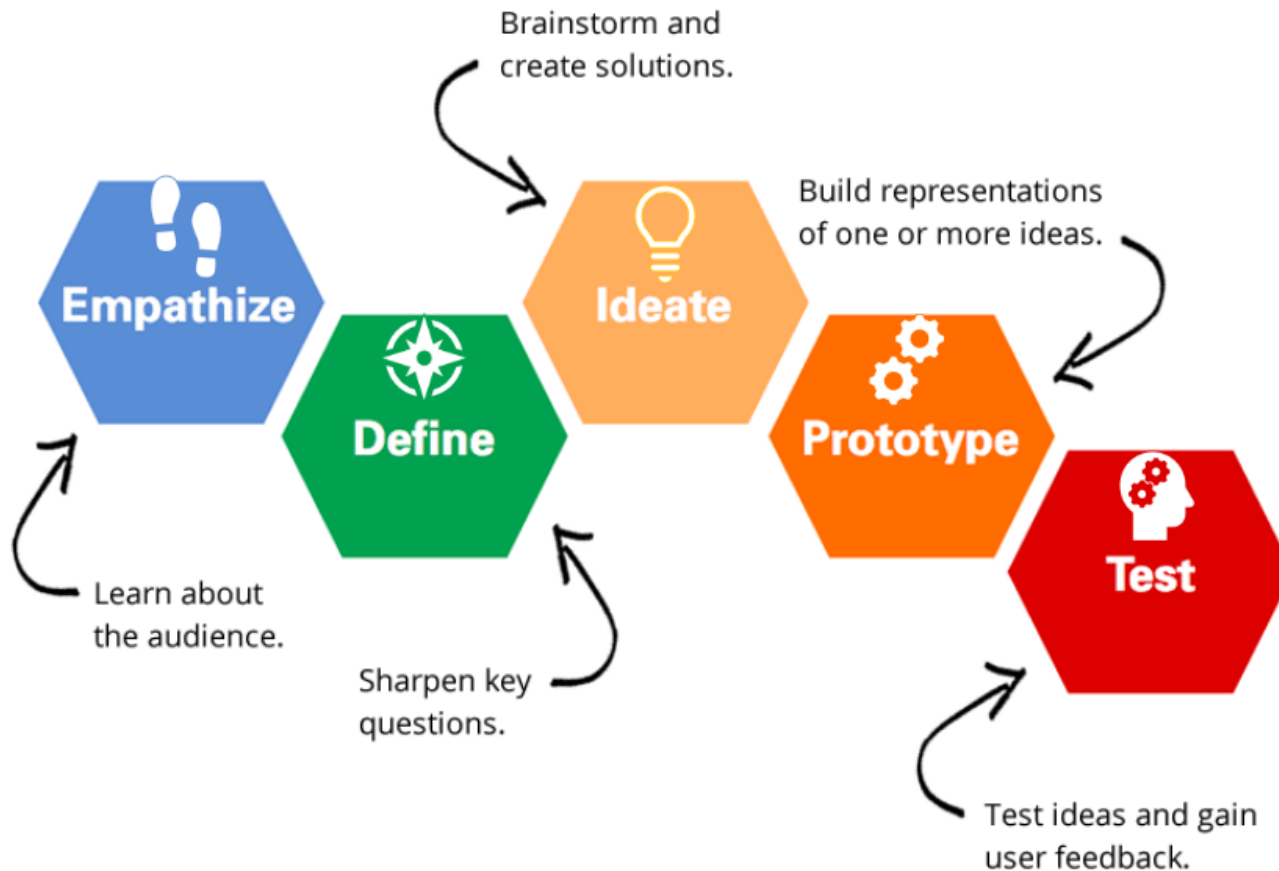 Brainstorm and
create solutions.
Empathize
Learn about
the audience.
Define
Sharpen key
questions.
Ideate
Build representations
of one or more ideas.
Prototype
Test
Test ideas and gain
user feedback.